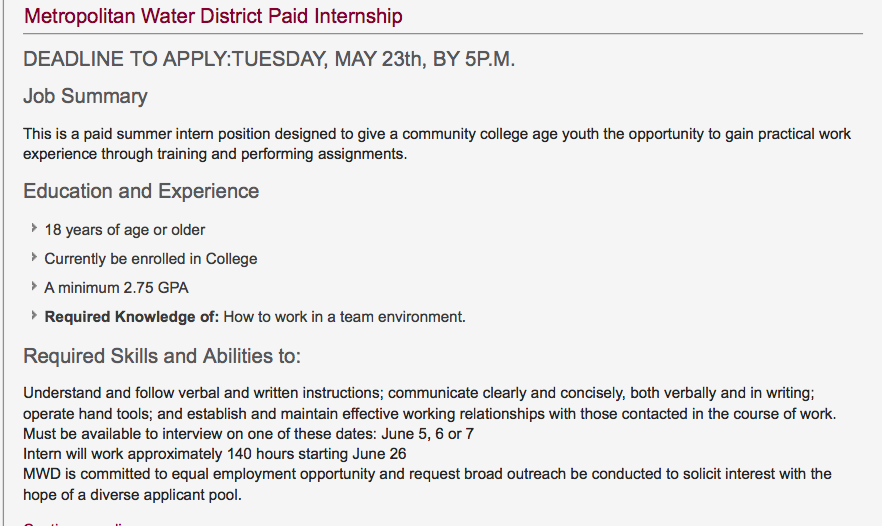 Metropolitan Water District Paid Internship
DEADLINE TO APPLY:TUESDAY, MAY 23th, BY 5P.M.
Job Summary
This is a paid summer intern position designed to give a community college age youth the opportunity to gain practical work
experience through training and performing assignments.
Education and Experience
18 years of age or older
Currently be enrolled in College
A minimum 2.75 GPA
Required Knowledge of: How to work in a team environment.
Required Skills and Abilities to:
Understand and follow verbal and written instructions; communicate clearly and concisely, both verbally and in writing;
operate hand tools; and establish and maintain effective working relationships with those contacted in the course of work.
Must be available to interview on one of these dates: June 5, 6 or 7
Intern will work approximately 140 hours starting June 26
MWD is committed to equal employment opportunity and request broad outreach be conducted to solicit interest with the
hope of a diverse applicant pool.